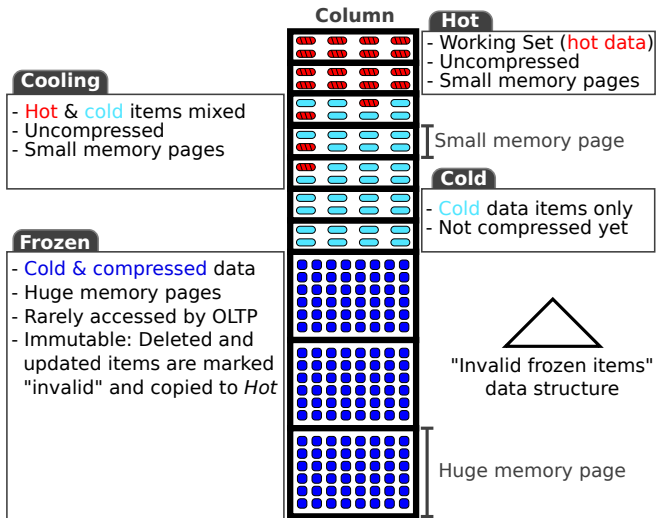 Column
Hot
- Working Set (hot data)
- Uncompressed
- Small memory pages
Cooling
- Hot & cold items mixed
- Uncompressed
- Small memory pages
Small memory page
Cold
- Cold data items only
- Not compressed yet
Frozen
- Cold & compressed data
- Huge memory pages
- Rarely accessed by OLTP
- Immutable: Deleted and
updated items are marked
"invalid" and copied to Hot
"Invalid frozen items"
data structure
Huge memory page